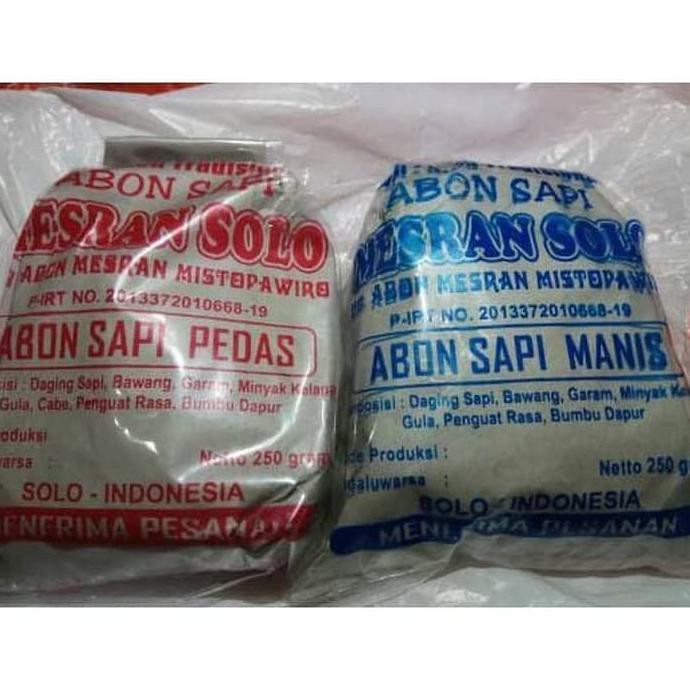 ABON SAPI
MESRAN SOLO
ABON MESRAN MISTOPAWIRO
P-IRT NO. 2013372010668-19
ABON SAPI PEDAS
: Daging Sapi, Bawang, Garam, Minyak Kelapa
Gula, Cabe, Penguat Rasa, Bumbu Dapur
Netto 250 gram
SOLO - INDONESIA
MENERIMA PESANAN
ABON SAPI
MESRAN SOLO
ABON MESRAN MISTOPAWIRO
P-IRT NO. 2013372010668-19
ABON SAPI MANIS
: Daging Sapi, Bawang, Garam, Minyak
Gula, Penguat Rasa, Bumbu Dapur
Produksi :
Netto 250 g
SOLO - INDONESIA
MENERIMA PESANAN